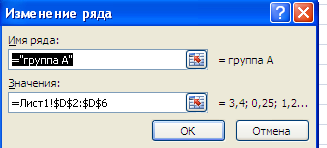 Изменение ряда
Имя ряда:
="группа А" = группа А
Значения:
=Лист1!$D$2:$D$6 = 3,4; 0,25; 1,2...
ОК Отмена